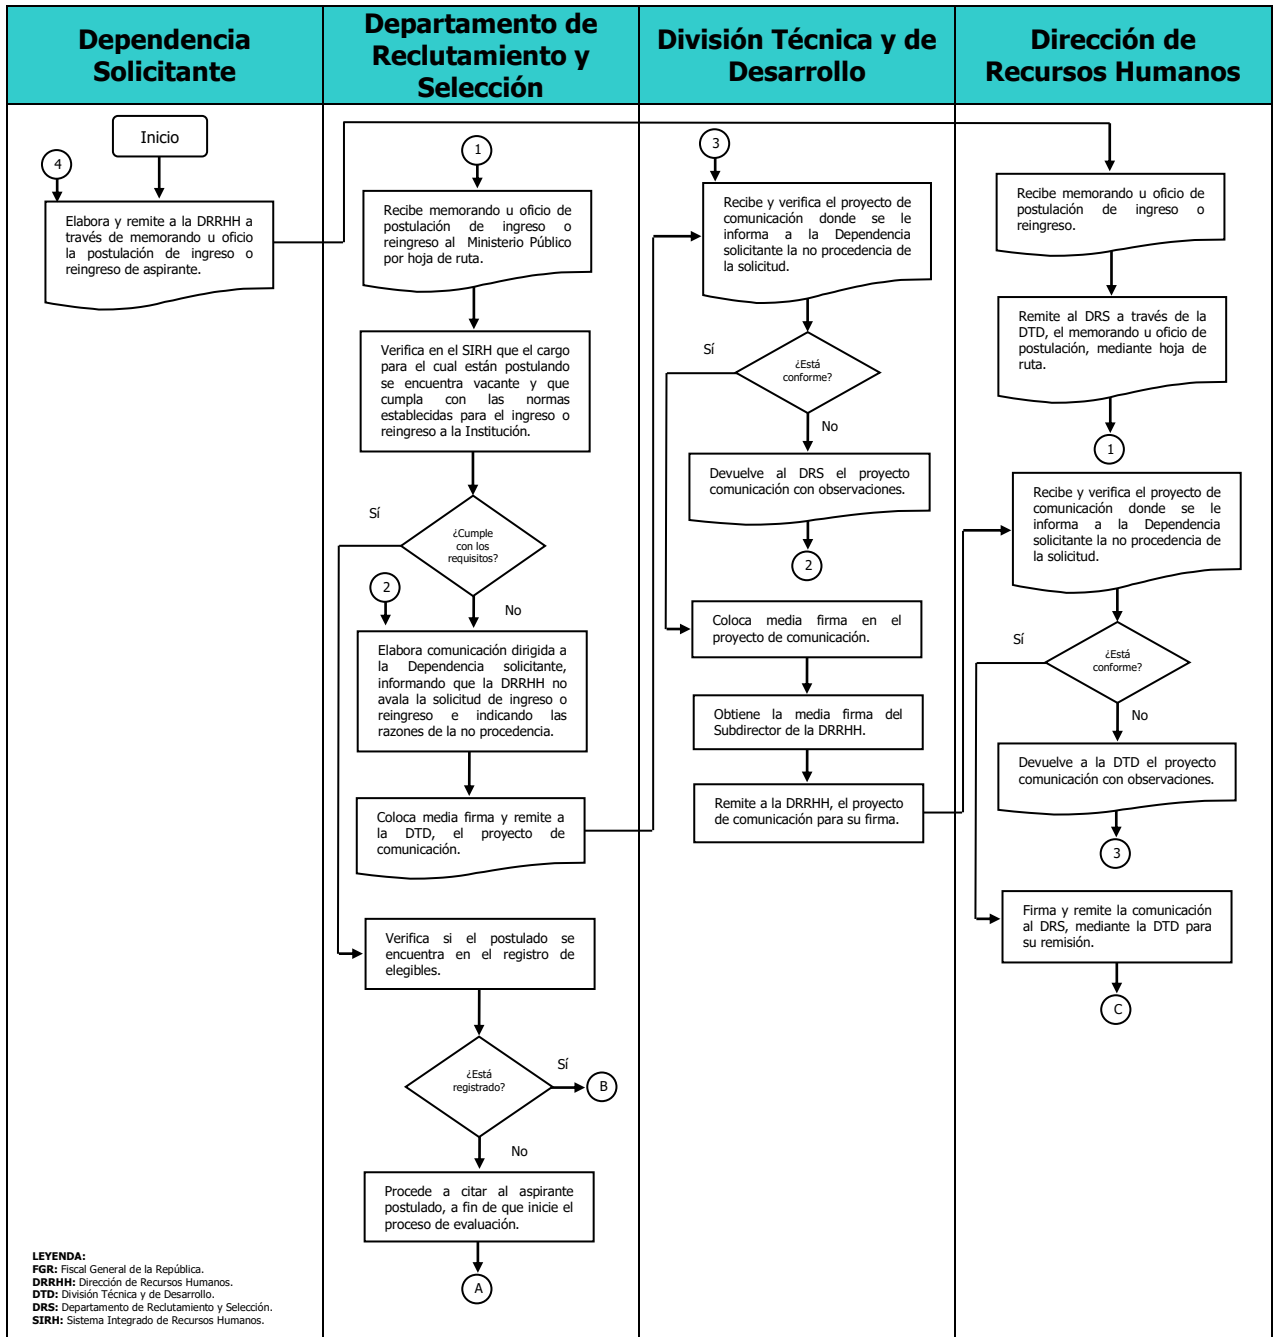 Dependencia
Solicitante
Departamento de
Reclutamiento y
Selección
División Técnica y de
Desarrollo
Dirección de
Recursos Humanos
Inicio
4
Elabora y remite a la DRRHH a
través de memorando u oficio
la postulación de ingreso o
reingreso de aspirante.
LEYENDA:
FGR: Fiscal General de la República.
DRRHH: Dirección de Recursos Humanos.
DTD: División Técnica y de Desarrollo.
DRS: Departamento de Reclutamiento y Selección.
SIRH: Sistema Integrado de Recursos Humanos.
1
Recibe memorando u oficio de
postulación de ingreso o
reingreso al Ministerio Público
por hoja de ruta.
Verifica en el SIRH que el cargo
para el cual están postulando
se encuentra vacante y que
cumpla con las normas
establecidas para el ingreso o
reingreso a la Institución.
Sí
¿Cumple
con los
requisitos?
2
No
Elabora comunicación dirigida a
la Dependencia solicitante,
informando que la DRRHH no
avala la solicitud de ingreso o
reingreso e indicando las
razones de la no procedencia.
Coloca media firma y remite a
la DTD, el proyecto de
comunicación.
Verifica si el postulado se
encuentra en el registro de
elegibles.
¿Está
registrado?
Sí
B
No
Procede a citar al aspirante
postulado, a fin de que inicie el
proceso de evaluación.
A
3
Recibe y verifica el proyecto de
comunicación donde se le
informa a la Dependencia
solicitante la no procedencia de
la solicitud.
Sí
¿Está
conforme?
No
Devuelve al DRS el proyecto
comunicación con observaciones.
2
Coloca media firma en el
proyecto de comunicación.
Obtiene la media firma del
Subdirector de la DRRHH.
Remite a la DRRHH, el proyecto
de comunicación para su firma.
Recibe memorando u oficio de
postulación de ingreso o
reingreso.
Remite al DRS a través de la
DTD, el memorando u oficio de
postulación, mediante hoja de
ruta.
1
Recibe y verifica el proyecto de
comunicación donde se le
informa a la Dependencia
solicitante la no procedencia de
la solicitud.
Sí
¿Está
conforme?
No
Devuelve a la DTD el proyecto
comunicación con observaciones.
3
Firma y remite la comunicación
al DRS, mediante la DTD para
su remisión.
C